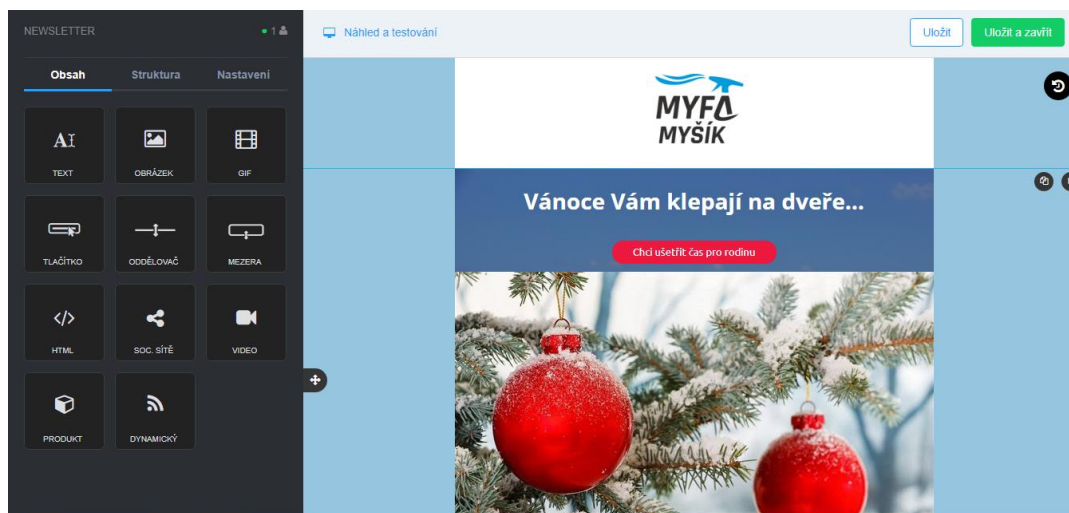 NEWSLETTER
1
Náhled a testování
Uložit
Uložit a zavřít
Obsah
Struktura
Nastavení
TEXT
OBRÁZEK
GIF
TLAČÍTKO
ODDĚLOVAČ
MEZERA
HTML
SOC. SÍTĚ
VIDEO
PRODUKT
DYNAMICKÝ
MYFA
MYŠÍK
Vánoce Vám klepají na dveře...
Chci ušetřit čas pro rodinu